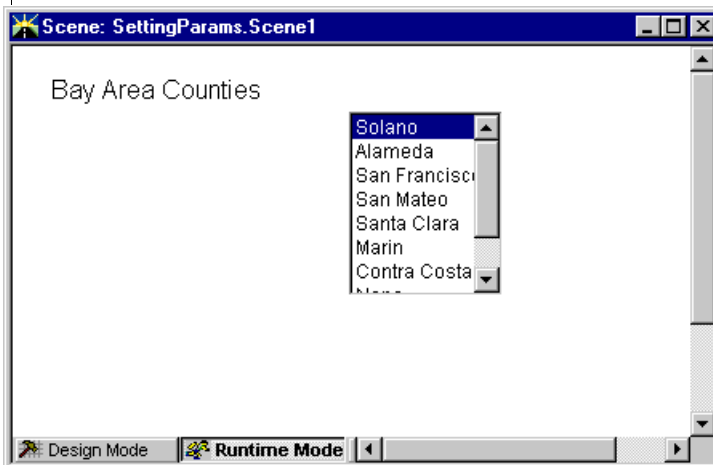 Scene: SettingParams.Scene1
Bay Area Counties
Solano
Alameda
San Francisc
San Mateo
Santa Clara
Marin
Contra Costa
Design Mode
Runtime Mode